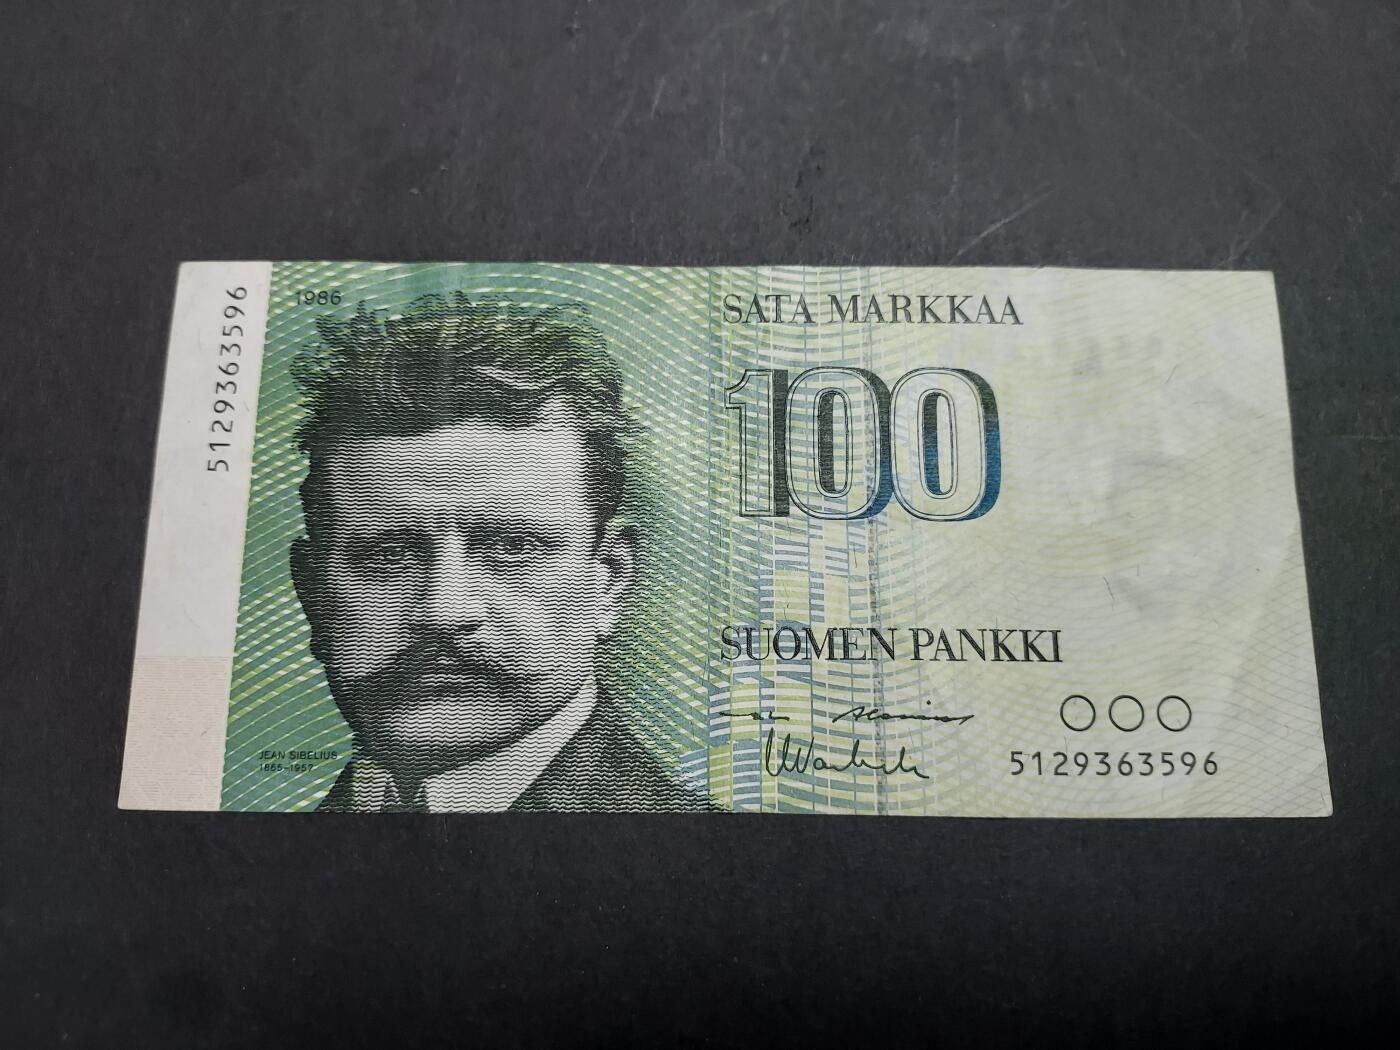 5129363596
1986
SATA MARKKAA
100
SUOMEN PANKKI
5129363596
JEAN SIBELIUS
1865–1957